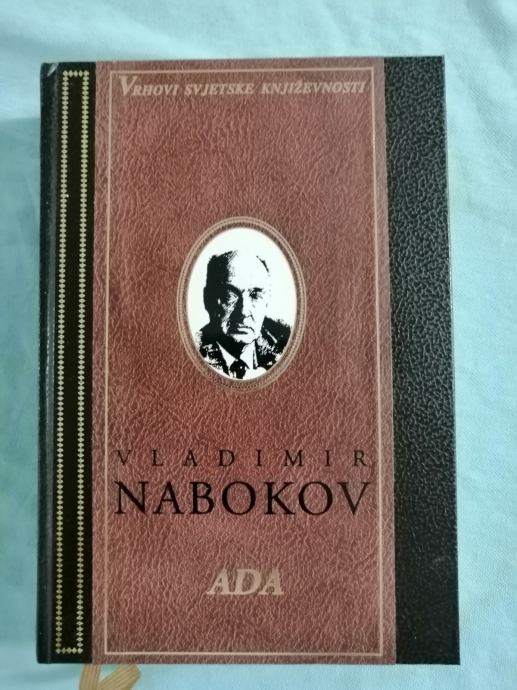 VRHOVI SVJETSKE KNJIŽEVNOSTI
VLADIMIR
NABOKOV
ADA